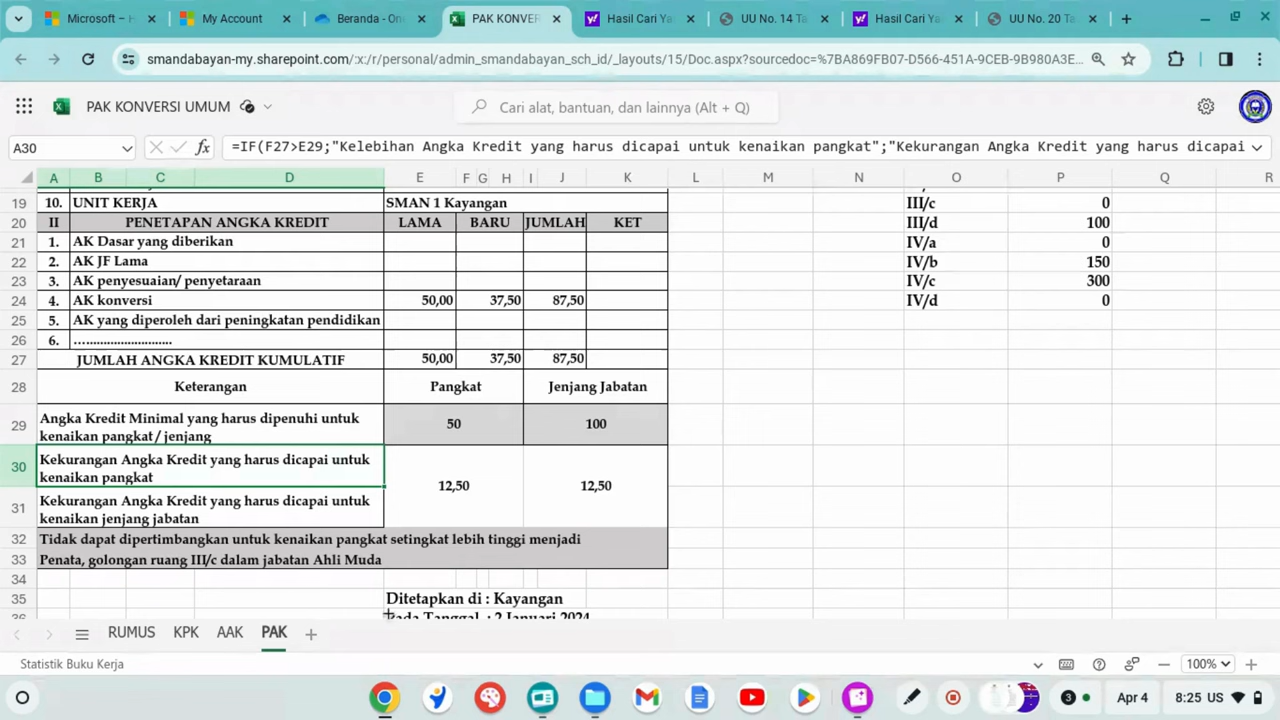 Microsoft –
My Account
Beranda - On
PAK KONVER
Hasil Cari Ya
UU No. 14 Ta
Hasil Cari Ya
UU No. 20 Ta
smandabayan-my.sharepoint.com/:x:/r/personal/admin_smandabayan_sch_id/_layouts/15/Doc.aspx?sourcedoc=%7BA869FB07-D566-451A-9CEB-9B980A3E...
PAK KONVERSI UMUM
Cari alat, bantuan, dan lainnya (Alt + Q)
A30
fx
=IF(F27>E29;"Kelebihan Angka Kredit yang harus dicapai untuk kenaikan pangkat";"Kekurangan Angka Kredit yang harus dicapai
A B C D E F G H I J K L M N O P Q R
19 10. UNIT KERJA SMAN 1 Kayangan III/c 0
20 II PENETAPAN ANGKA KREDIT LAMA BARU JUMLAH KET III/d 100
21 1. AK Dasar yang diberikan IV/a 0
22 2. AK JF Lama IV/b 150
23 3. AK penyesuaian/ penyetaraan IV/c 300
24 4. AK konversi 50,00 37,50 87,50 IV/d 0
25 5. AK yang diperoleh dari peningkatan pendidikan
26 6. ............................
27 JUMLAH ANGKA KREDIT KUMULATIF 50,00 37,50 87,50
28 Keterangan Pangkat Jenjang Jabatan
29 Angka Kredit Minimal yang harus dipenuhi untuk
kenaikan pangkat / jenjang 50 100
30 Kekurangan Angka Kredit yang harus dicapai untuk
kenaikan pangkat 12,50 12,50
31 Kekurangan Angka Kredit yang harus dicapai untuk
kenaikan jenjang jabatan
32 Tidak dapat dipertimbangkan untuk kenaikan pangkat setingkat lebih tinggi menjadi
33 Penata, golongan ruang III/c dalam jabatan Ahli Muda
34
35 Ditetapkan di : Kayangan
36 Pada Tanggal : 2 Januari 2024
RUMUS KPK AAK PAK
Statistik Buku Kerja 100%
3 Apr 4 8:25 US